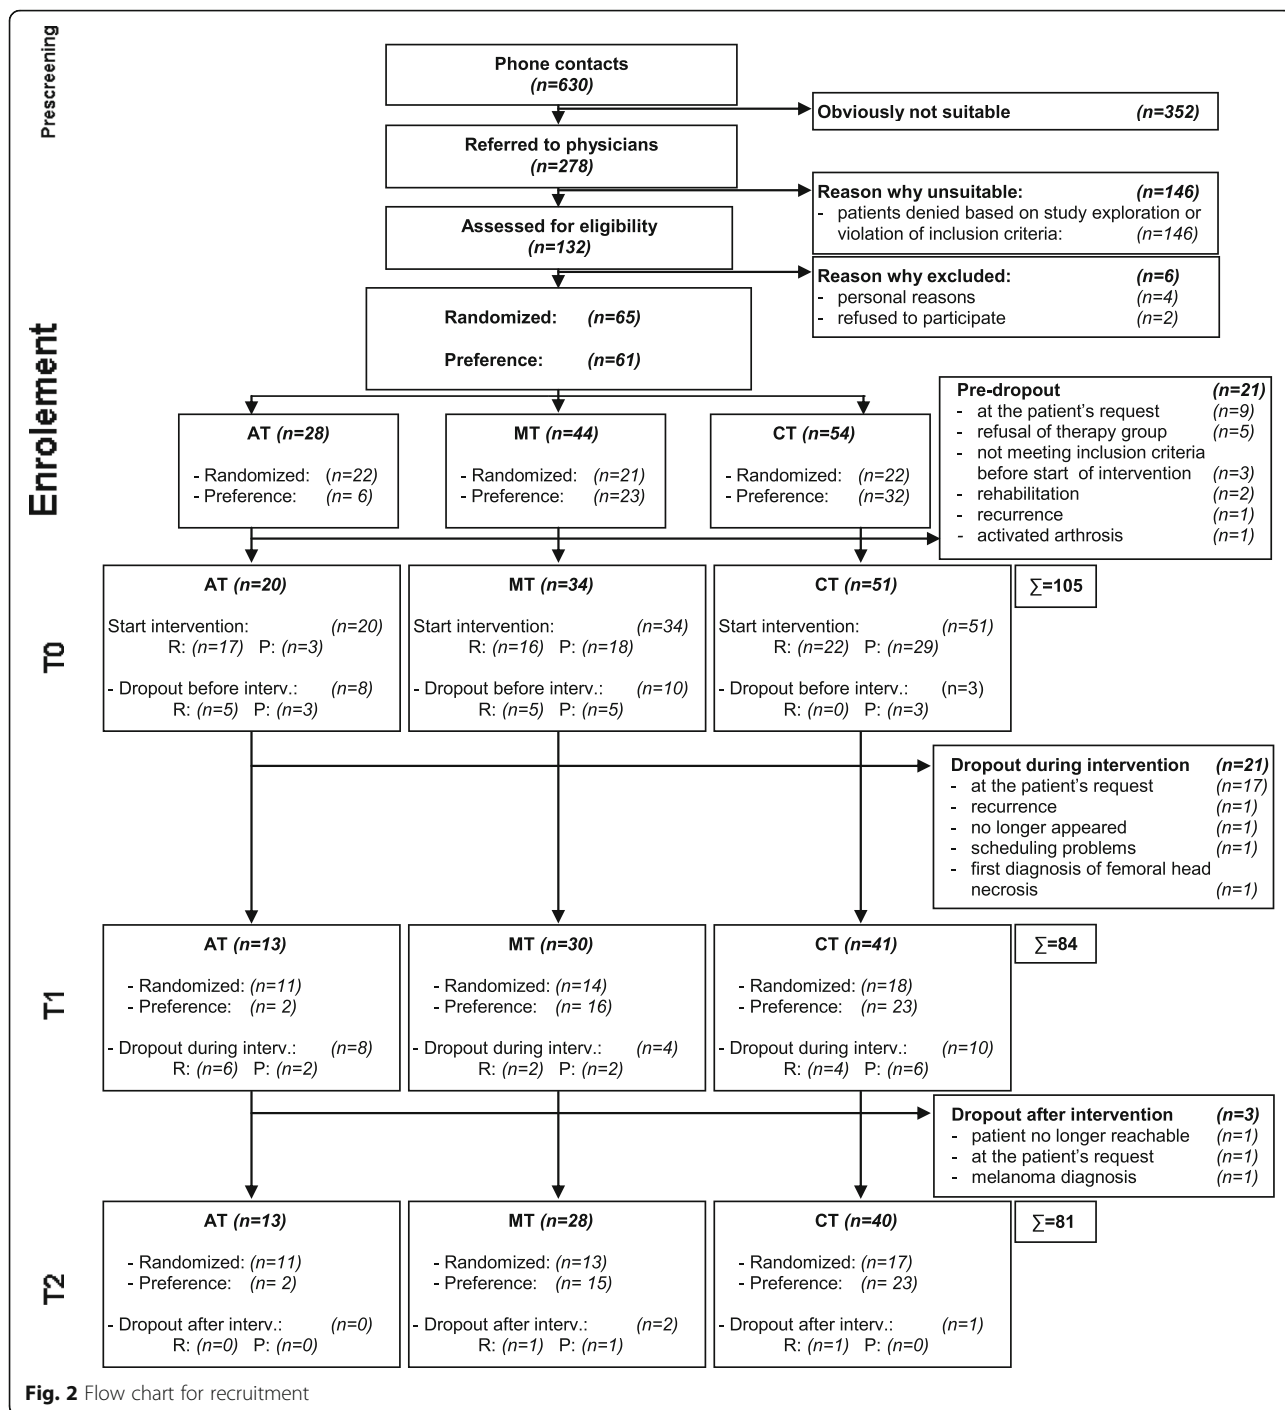 Prescreening
Phone contacts
(n=630)
Obviously not suitable (n=352)
Referred to physicians
(n=278)
Reason why unsuitable: (n=146)
- patients denied based on study exploration or
violation of inclusion criteria: (n=146)
Assessed for eligibility
(n=132)
Reason why excluded: (n=6)
- personal reasons (n=4)
- refused to participate (n=2)
Enrolement
Randomized: (n=65)
Preference: (n=61)
Pre-dropout (n=21)
- at the patient's request (n=9)
- refusal of therapy group (n=5)
- not meeting inclusion criteria
before start of intervention (n=3)
- rehabilitation (n=2)
- recurrence (n=1)
- activated arthrosis (n=1)
AT (n=28)
- Randomized: (n=22)
- Preference: (n= 6)
MT (n=44)
- Randomized: (n=21)
- Preference: (n=23)
CT (n=54)
- Randomized: (n=22)
- Preference: (n=32)
T0
AT (n=20)
Start intervention: (n=20)
R: (n=17) P: (n=3)
- Dropout before interv.: (n=8)
R: (n=5) P: (n=3)
MT (n=34)
Start intervention: (n=34)
R: (n=16) P: (n=18)
- Dropout before interv.: (n=10)
R: (n=5) P: (n=5)
CT (n=51)
Start intervention: (n=51)
R: (n=22) P: (n=29)
- Dropout before interv.: (n=3)
R: (n=0) P: (n=3)
∑=105
Dropout during intervention (n=21)
- at the patient's request (n=17)
- recurrence (n=1)
- no longer appeared (n=1)
- scheduling problems (n=1)
- first diagnosis of femoral head
necrosis (n=1)
T1
AT (n=13)
- Randomized: (n=11)
- Preference: (n= 2)
- Dropout during interv.: (n=8)
R: (n=6) P: (n=2)
MT (n=30)
- Randomized: (n=14)
- Preference: (n= 16)
- Dropout during interv.: (n=4)
R: (n=2) P: (n=2)
CT (n=41)
- Randomized: (n=18)
- Preference: (n= 23)
- Dropout during interv.: (n=10)
R: (n=4) P: (n=6)
∑=84
Dropout after intervention (n=3)
- patient no longer reachable (n=1)
- at the patient's request (n=1)
- melanoma diagnosis (n=1)
T2
AT (n=13)
- Randomized: (n=11)
- Preference: (n= 2)
- Dropout after interv.: (n=0)
R: (n=0) P: (n=0)
MT (n=28)
- Randomized: (n=13)
- Preference: (n= 15)
- Dropout after interv.: (n=2)
R: (n=1) P: (n=1)
CT (n=40)
- Randomized: (n=17)
- Preference: (n= 23)
- Dropout after interv.: (n=1)
R: (n=1) P: (n=0)
∑=81
Fig. 2 Flow chart for recruitment